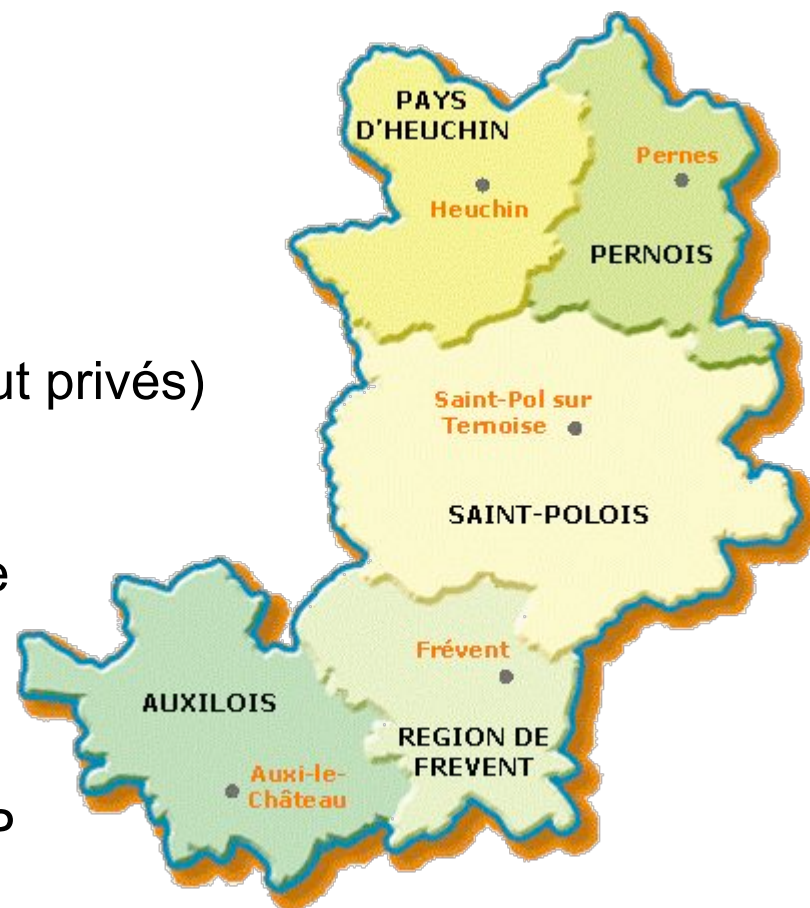 PAYS
D'HEUCHIN
Heuchin
Pernes
PERNOIS
ut privés)
Saint-Pol sur
Ternoise
SAINT-POLOIS
e
Frévent
REGION DE
FREVENT
AUXILOIS
Auxi-le-
Château